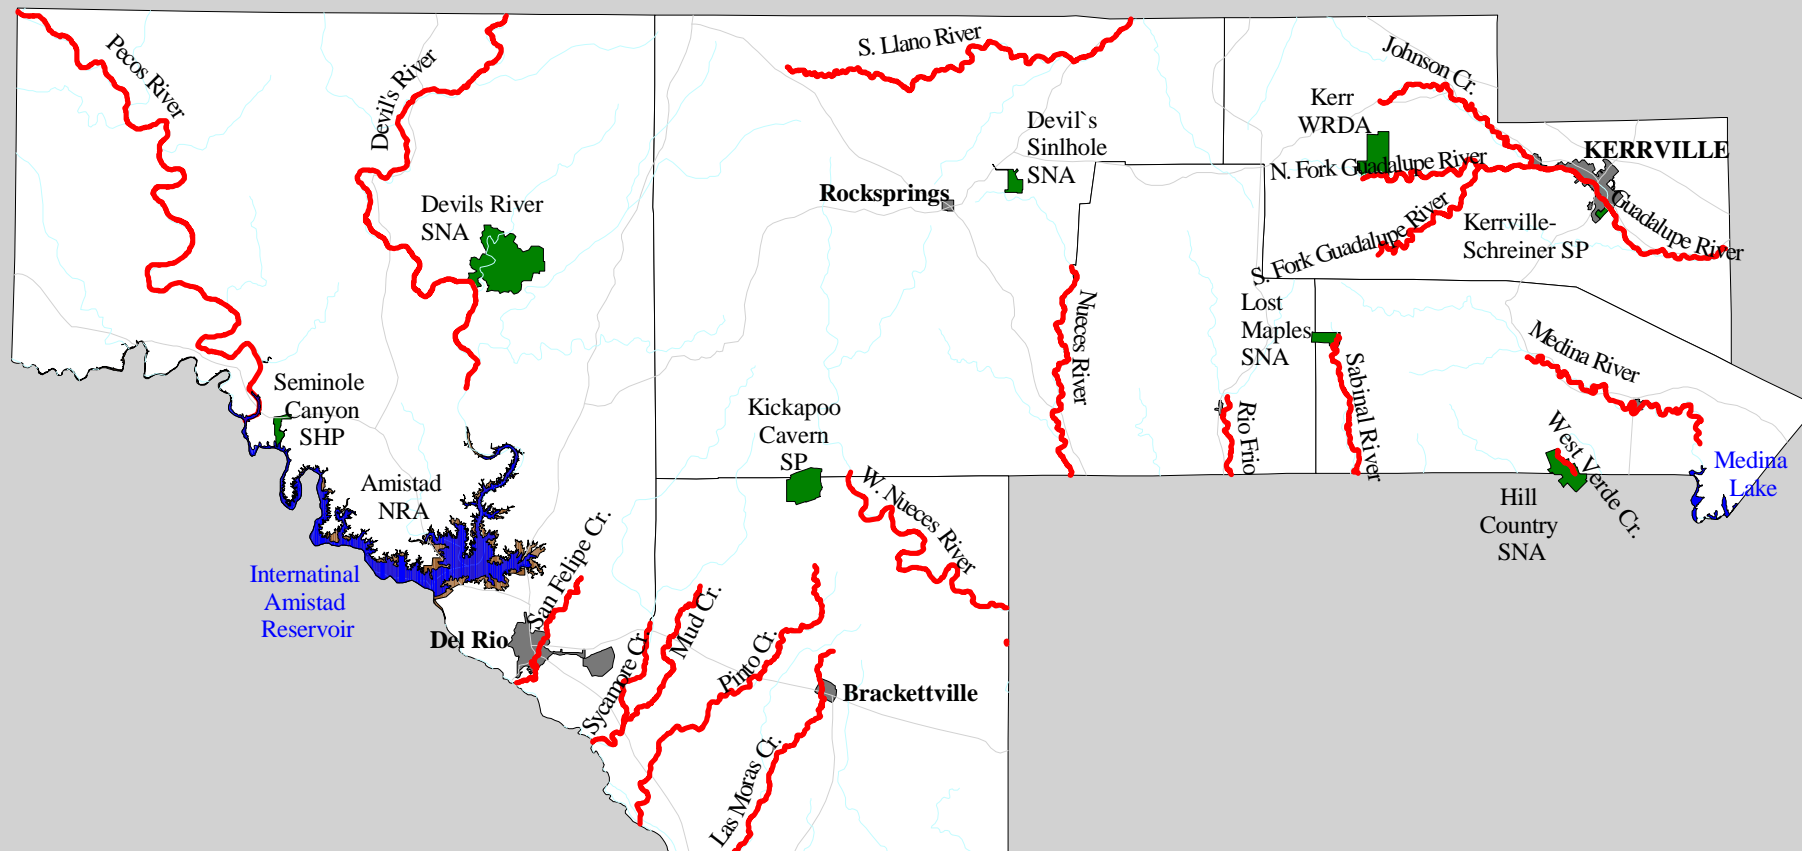 Pecos River
Devil's River
S. Llano River
Johnson Cr.
Kerr
WRDA
Devil`s
Sinlhole
SNA
KERRVILLE
N. Fork Guadalupe River
Rocksprings
Devils River
SNA
Guadalupe River
Kerrville-
Schreiner SP
S. Fork Guadalupe River
Lost
Maples
SNA
Nueces River
Medina River
Sabinal River
Seminole
Canyon
SHP
Kickapoo
Cavern
SP
Rio Frio
West Verde Cr.
Medina
Lake
Amistad
NRA
W. Nueces River
Hill
Country
SNA
San Felipe Cr.
Internatinal
Amistad
Reservoir
Del Rio
Mud Cr.
Sycamore Cr.
Pinto Cr.
Brackettville
Las Moras Cr.